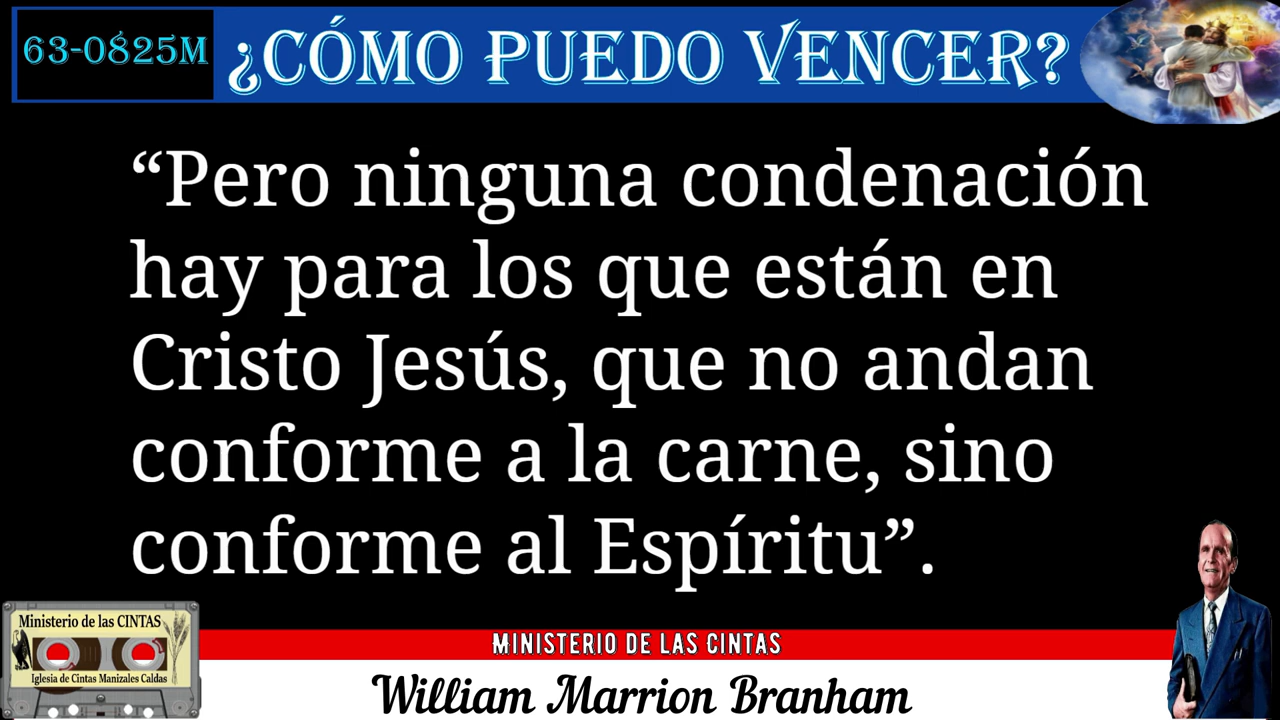 63-0825M
¿CÓMO PUEDO VENCER?
“Pero ninguna condenación
hay para los que están en
Cristo Jesús, que no andan
conforme a la carne, sino
conforme al Espíritu”.
Ministerio de las CINTAS
Iglesia de Cintas Manizales Caldas
MINISTERIO DE LAS CINTAS
William Marrion Branham